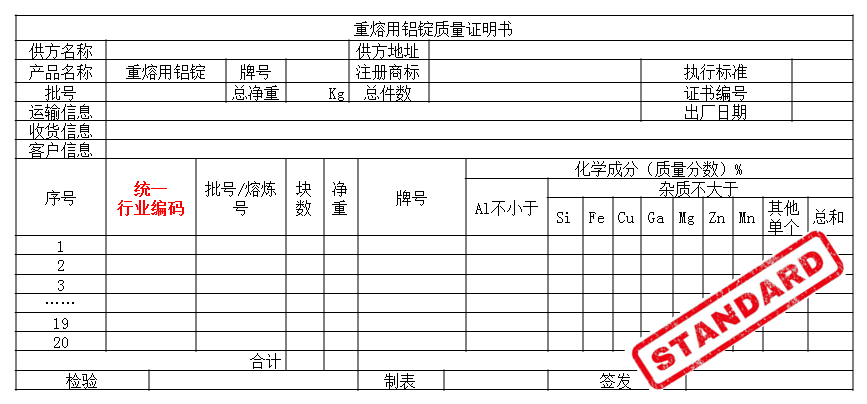 重熔用铝锭质量证明书
供方名称 供方地址
产品名称 重熔用铝锭 牌号 注册商标 执行标准
批号 总净重 Kg 总件数 证书编号
运输信息 出厂日期
收货信息
客户信息
序号 统一行业编码 批号/熔炼号 块数 净重 牌号 化学成分（质量分数）%
Al不小于 杂质不大于
Si Fe Cu Ga Mg Zn Mn 其他单个 总和
1
2
3
……
19
20
合计
检验 制表 签发
STANDARD